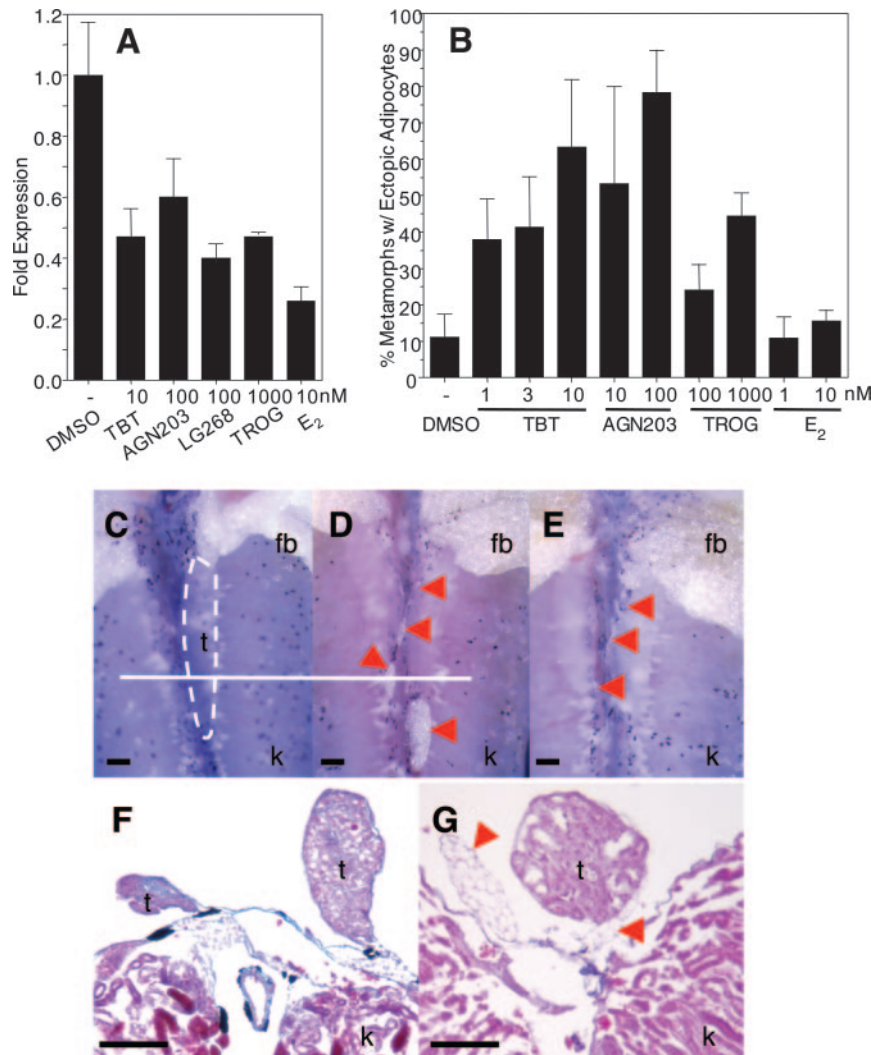 A
Fold Expression
1.2
1.0
0.8
0.6
0.4
0.2
0.0
- 10 100 100 1000 10 nM
DMSO TBT AGN203 LG268 TROG E2
B
% Metamorphs w/ Ectopic Adipocytes
100
90
80
70
60
50
40
30
20
10
0
- 1 3 10 10 100 100 1000 1 10 nM
DMSO TBT AGN203 TROG E2
C t k
D fb k
E fb k
fb
F t t k
G t k